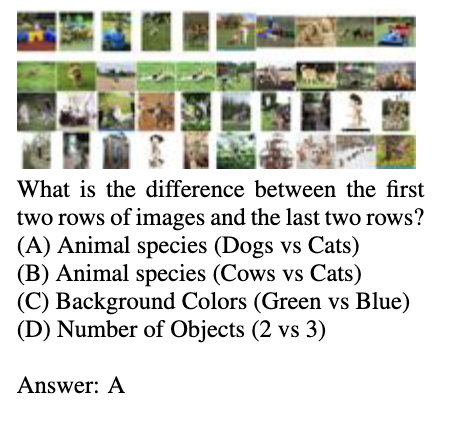 What is the difference between the first
two rows of images and the last two rows?
(A) Animal species (Dogs vs Cats)
(B) Animal species (Cows vs Cats)
(C) Background Colors (Green vs Blue)
(D) Number of Objects (2 vs 3)
Answer: A